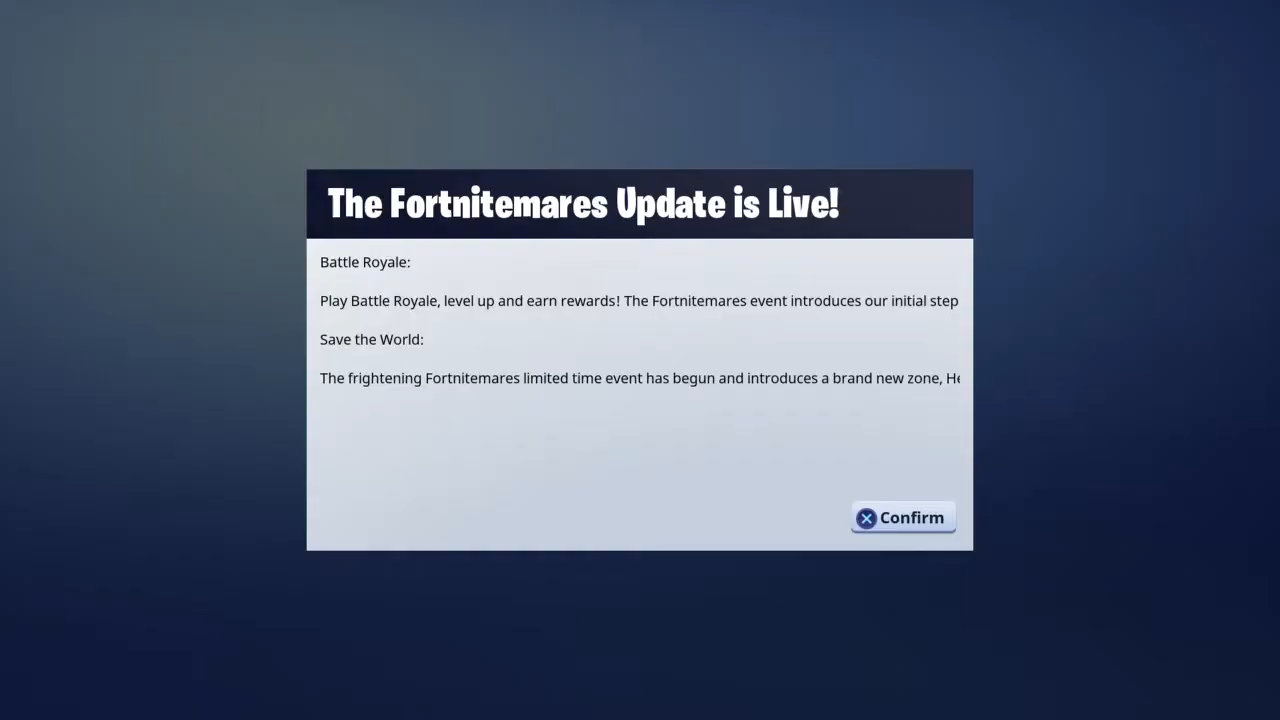 The Fortnitemares Update is Live!
Battle Royale:
Play Battle Royale, level up and earn rewards! The Fortnitemares event introduces our initial step
Save the World:
The frightening Fortnitemares limited time event has begun and introduces a brand new zone, He
Confirm